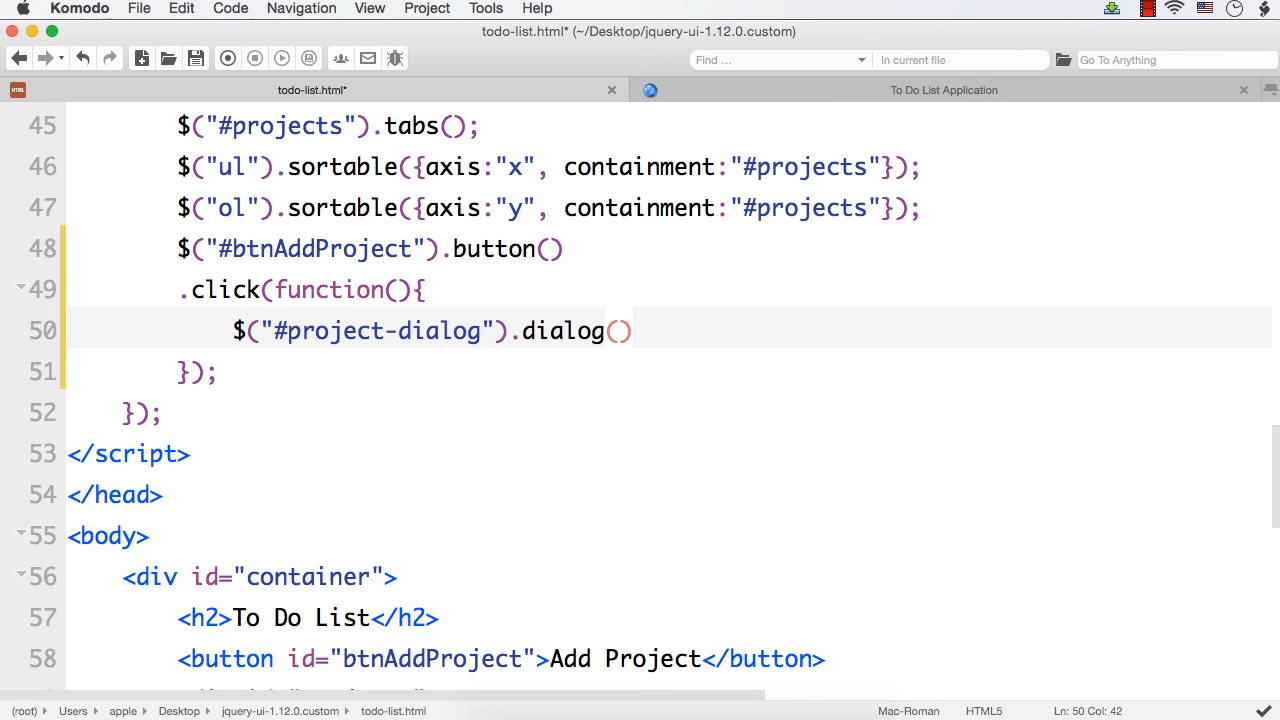 Komodo File Edit Code Navigation View Project Tools Help
todo-list.html* (~/Desktop/jquery-ui-1.12.0.custom)
Find ... In current file Go To Anything
HTML todo-list.html* To Do List Application
45 $("#projects").tabs();
46 $("ul").sortable({axis:"x", containment:"#projects"});
47 $("ol").sortable({axis:"y", containment:"#projects"});
48 $("#btnAddProject").button()
49 .click(function(){
50 $("#project-dialog").dialog()
51 });
52 });
53 </script>
54 </head>
55 <body>
56 <div id="container">
57 <h2>To Do List</h2>
58 <button id="btnAddProject">Add Project</button>
(root) Users apple Desktop jquery-ui-1.12.0.custom todo-list.html Mac-Roman HTML5 Ln: 50 Col: 42